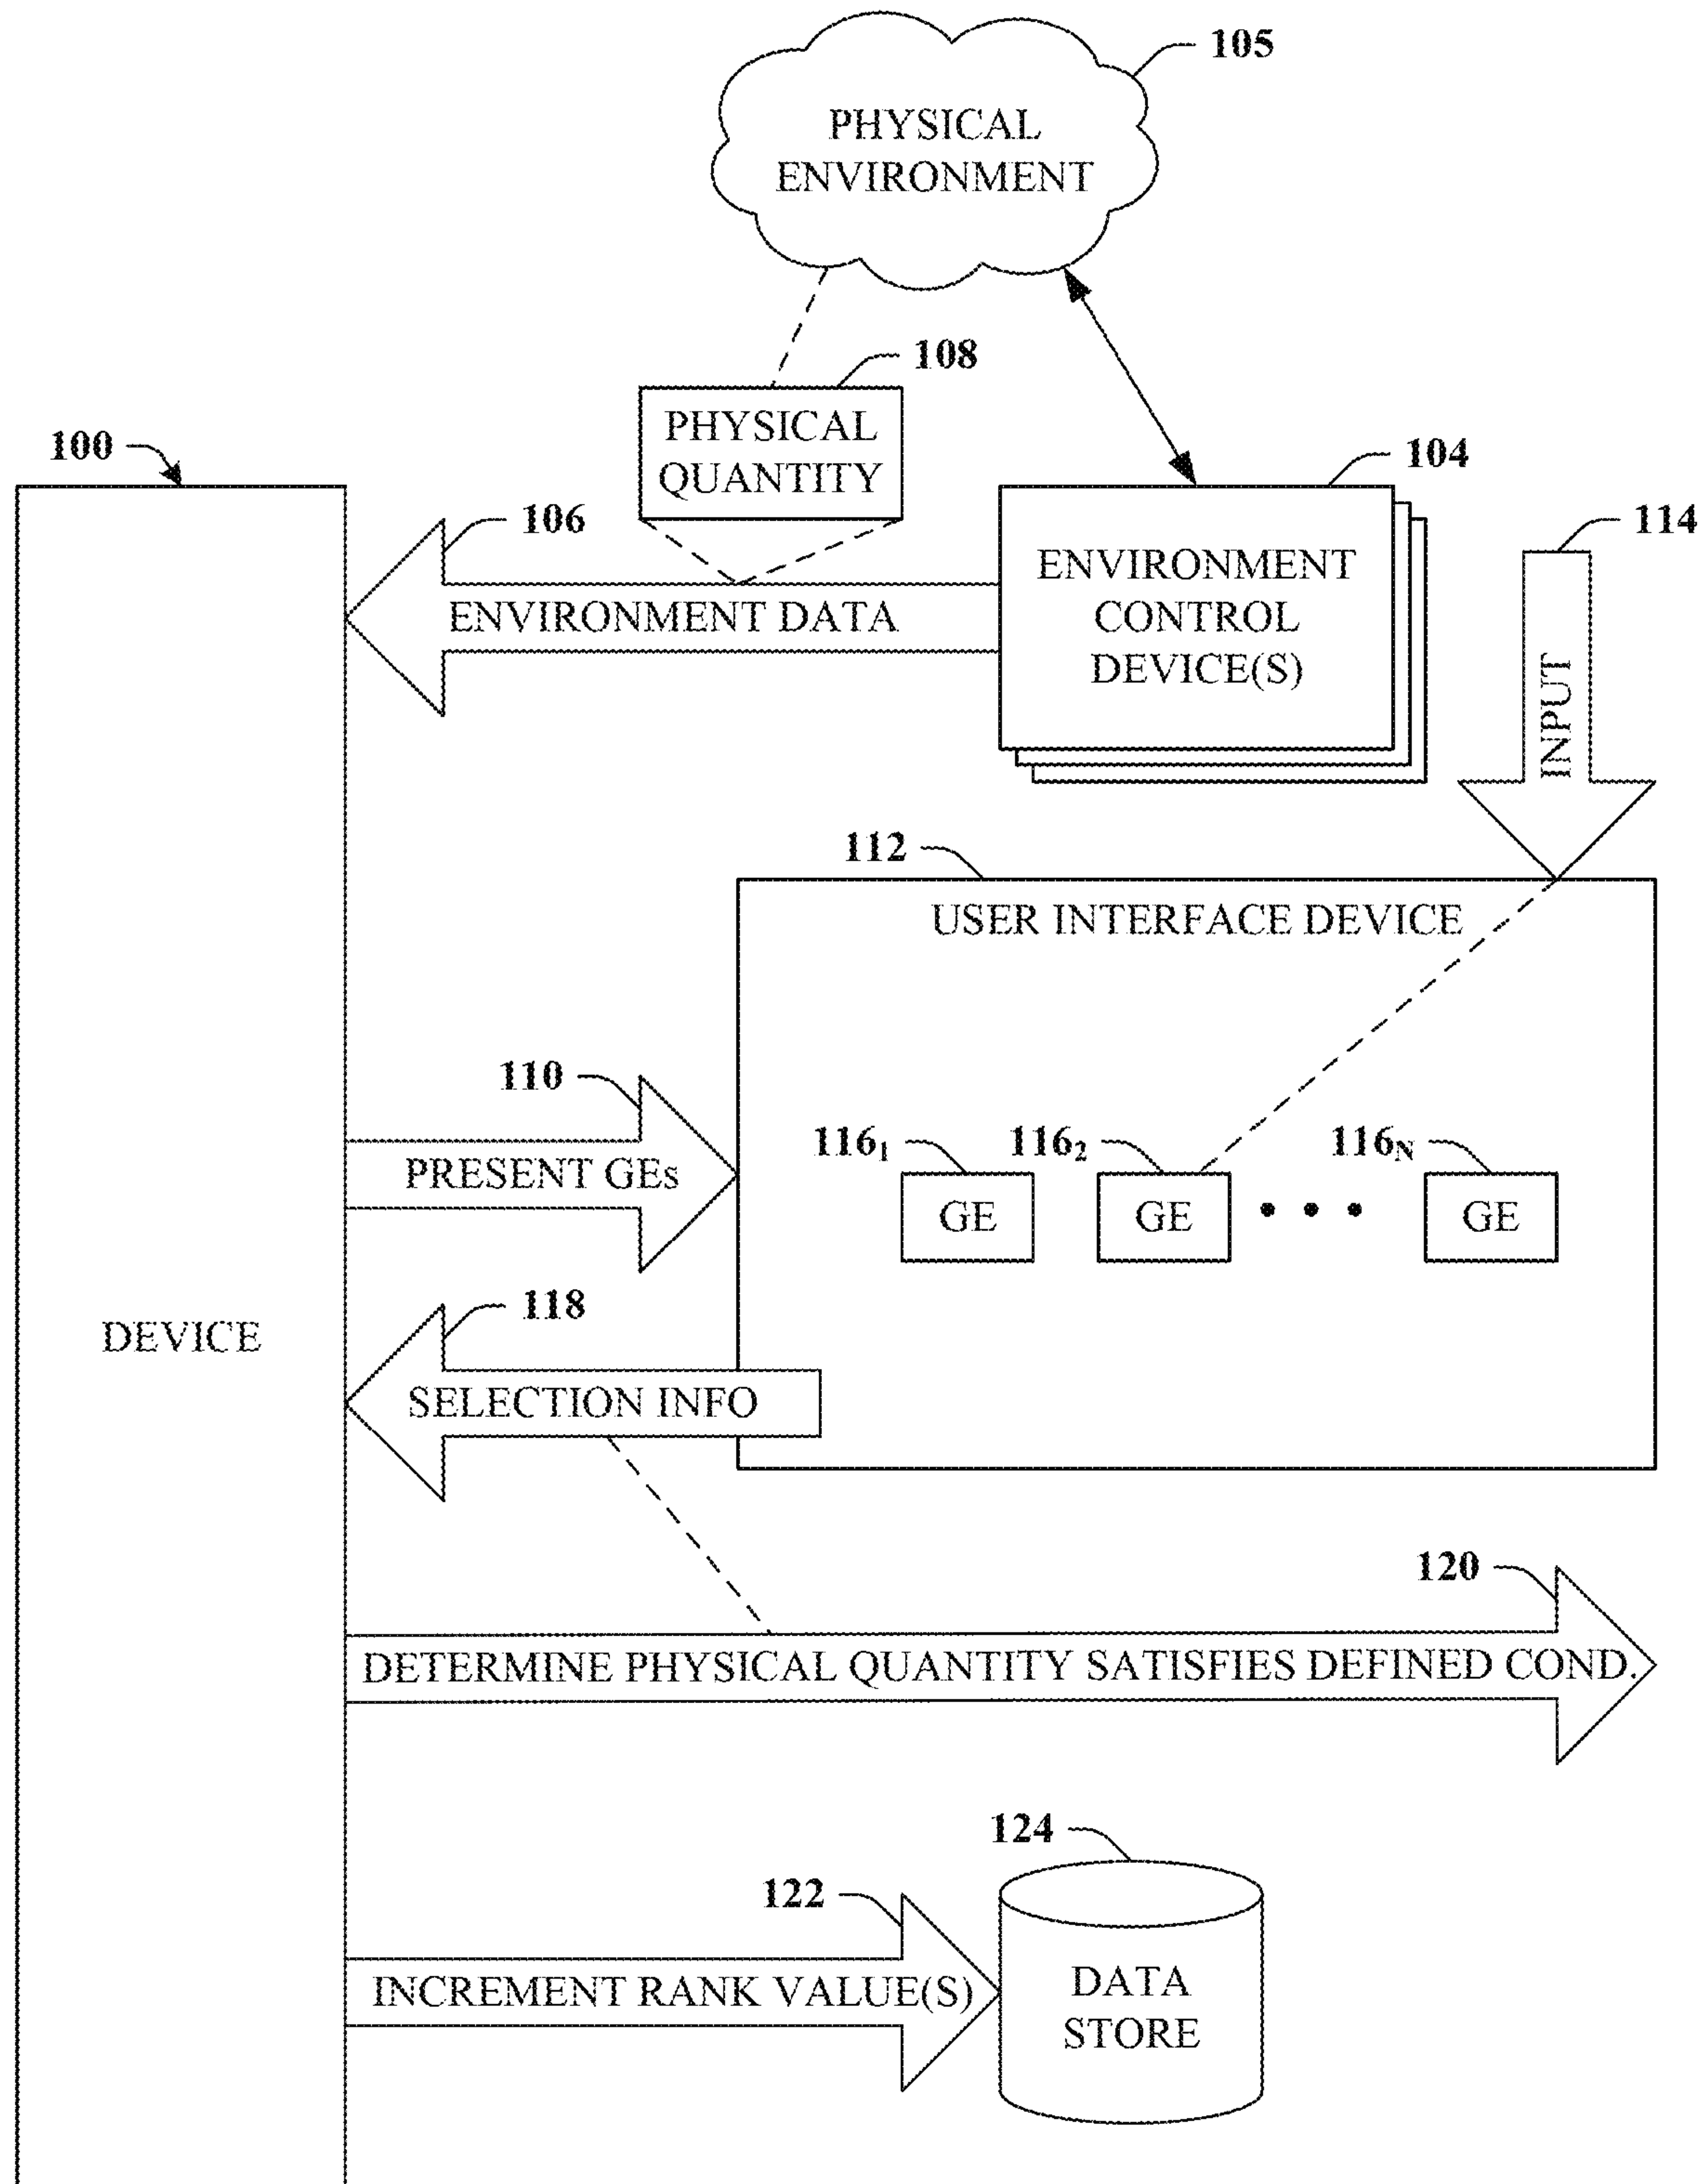 105
PHYSICAL
ENVIRONMENT
108
PHYSICAL
QUANTITY
100
104
106
114
ENVIRONMENT
CONTROL
DEVICE(S)
ENVIRONMENT DATA
INPUT
112
USER INTERFACE DEVICE
110
PRESENT GEs
116₁ 116₂ 116N
GE GE • • • GE
118
DEVICE
SELECTION INFO
120
DETERMINE PHYSICAL QUANTITY SATISFIES DEFINED COND.
124
122
INCREMENT RANK VALUE(S)
DATA
STORE